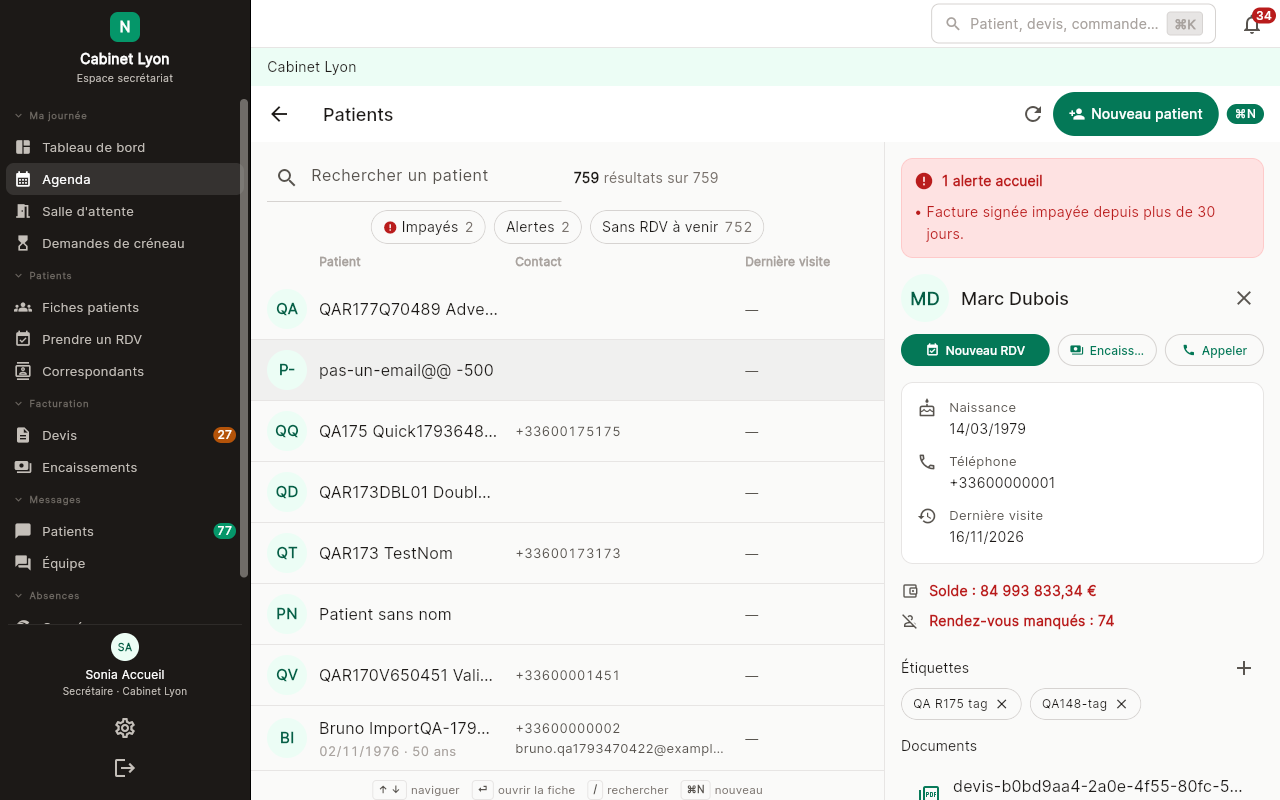 N
Cabinet Lyon
Espace secrétariat
Ma journée
Tableau de bord
Agenda
Salle d'attente
Demandes de créneau
Patients
Fiches patients
Prendre un RDV
Correspondants
Facturation
Devis 27
Encaissements
Messages
Patients 77
Équipe
Absences
SA
Sonia Accueil
Secrétaire · Cabinet Lyon
Patient, devis, commande... ⌘K
34
Cabinet Lyon
Patients
Nouveau patient ⌘N
Rechercher un patient
759 résultats sur 759
Impayés 2
Alertes 2
Sans RDV à venir 752
Patient Contact Dernière visite
QA QAR177Q70489 Adve... —
P- pas-un-email@@ -500 —
QQ QA175 Quick1793648... +33600175175 —
QD QAR173DBL01 Doubl... —
QT QAR173 TestNom +33600173173 —
PN Patient sans nom —
QV QAR170V650451 Vali... +33600001451 —
BI Bruno ImportQA-179... +33600000002 —
02/11/1976 · 50 ans bruno.qa1793470422@exampl...
↑ ↓ naviguer ⏎ ouvrir la fiche / rechercher ⌘N nouveau
1 alerte accueil
• Facture signée impayée depuis plus de 30
jours.
MD Marc Dubois
Nouveau RDV
Encaiss...
Appeler
Naissance
14/03/1979
Téléphone
+33600000001
Dernière visite
16/11/2026
Solde : 84 993 833,34 €
Rendez-vous manqués : 74
Étiquettes
QA R175 tag
QA148-tag
Documents
PDF devis-b0bd9aa4-2a0e-4f55-80fc-5...